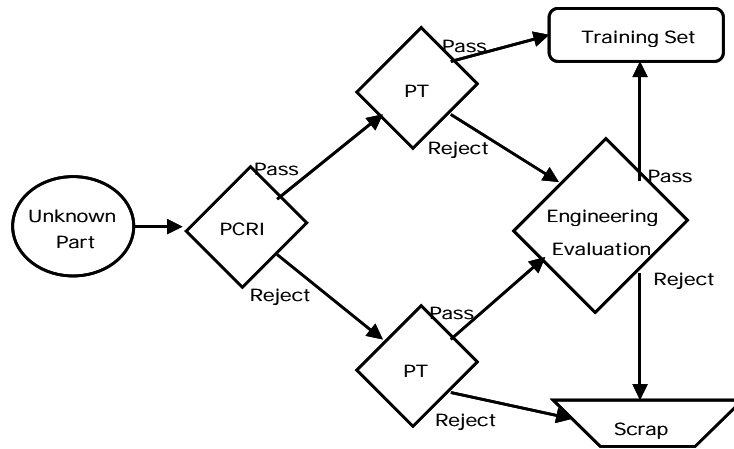 Pass
Training Set
PT
Reject
Pass
Pass
Unknown
Part
PCRI
Engineering
Evaluation
Reject
Reject
Pass
PT
Reject
Scrap